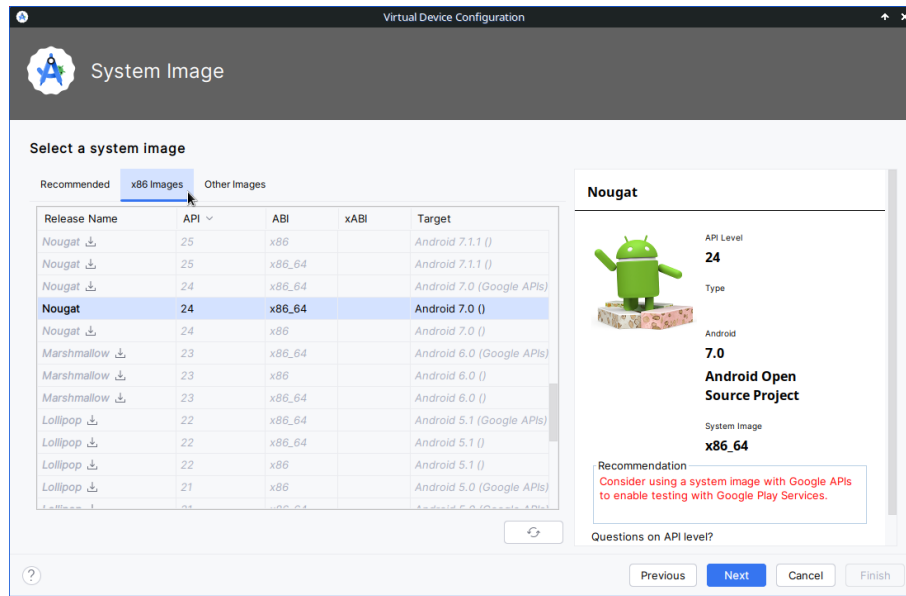 Virtual Device Configuration
System Image
Select a system image
Recommended x86 Images Other Images
Release Name API ABI xABI Target
Nougat 25 x86 Android 7.1.1 ()
Nougat 25 x86_64 Android 7.1.1 ()
Nougat 24 x86_64 Android 7.0 (Google APIs)
Nougat 24 x86_64 Android 7.0 ()
Nougat 24 x86 Android 7.0 ()
Marshmallow 23 x86_64 Android 6.0 (Google APIs)
Marshmallow 23 x86 Android 6.0 ()
Marshmallow 23 x86_64 Android 6.0 ()
Lollipop 22 x86_64 Android 5.1 (Google APIs)
Lollipop 22 x86_64 Android 5.1 ()
Lollipop 22 x86 Android 5.1 ()
Lollipop 21 x86 Android 5.0 (Google APIs)
Nougat
API Level
24
Type
Android
7.0
Android Open
Source Project
System Image
x86_64
Recommendation
Consider using a system image with Google APIs
to enable testing with Google Play Services.
Questions on API level?
? Previous Next Cancel Finish